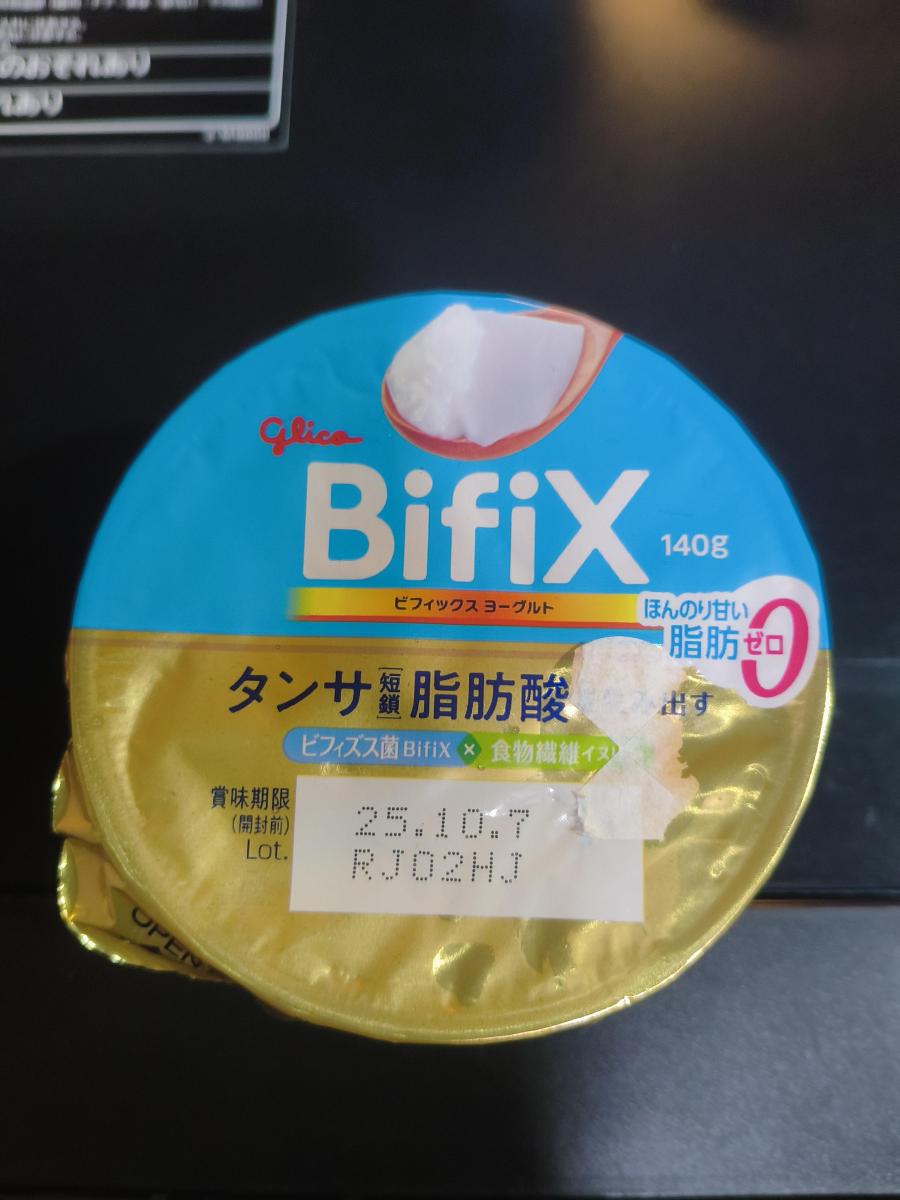 のおそれあり
れあり
Glico
BifiX 140g
ビフィックス ヨーグルト
ほんのり甘い
脂肪ゼロ0
タンサ[短鎖]脂肪酸 出す
ビフィズス菌BifiX × 食物繊維イヌ
賞味期限
(開封前)
25.10.7
Lot.
RJ02HJ
OPEN